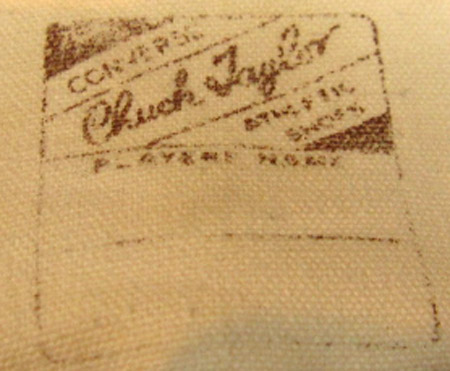 CONVERSE
Chuck Taylor
ATHLETIC
SHOES
PLAYERS NAME